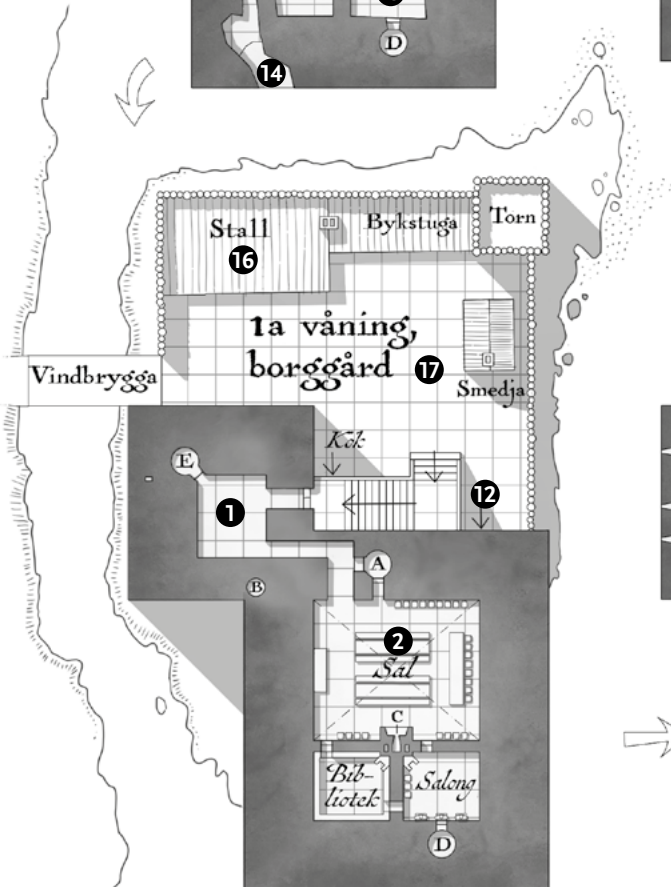 D
14
Stall
Bykstuga
Torn
16
1a våning,
borggård
17
Vindbrygga
Smedja
Kök
E
12
1
A
B
2
Sal
C
Bib-
liotek
Salong
D